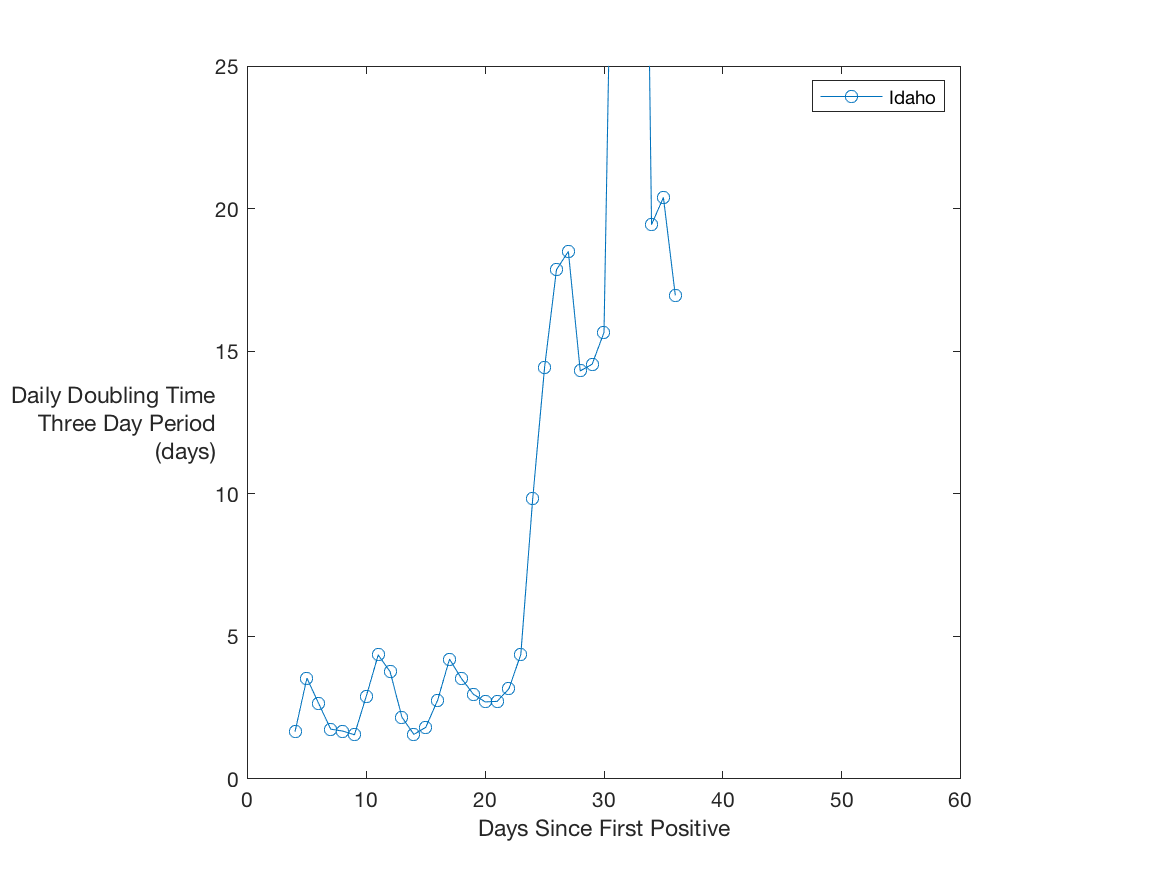 25
20
15
10
5
0
Daily Doubling Time
Three Day Period
(days)
Idaho
0 10 20 30 40 50 60
Days Since First Positive